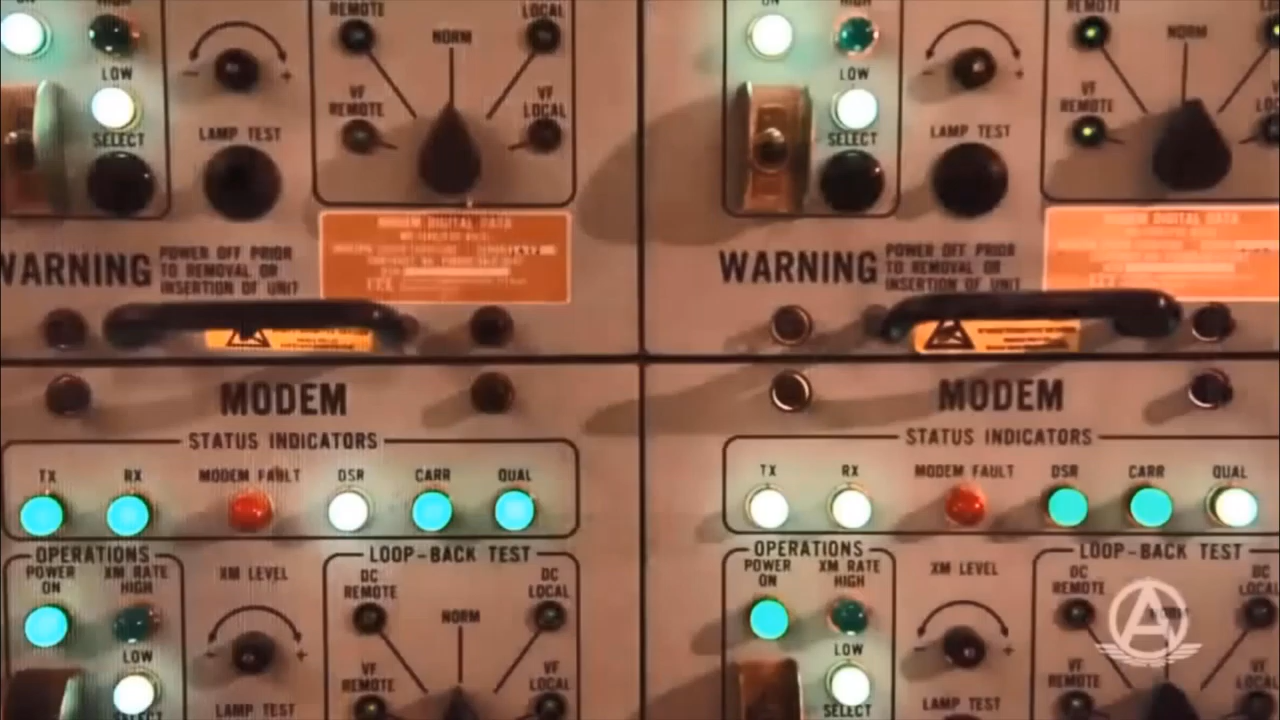 ON HIGH REMOTE LOCAL ON HIGH REMOTE
NORM NORM
LOW LOW
VF REMOTE VF LOCAL VF REMOTE
- + - +
SELECT LAMP TEST SELECT LAMP TEST
MODEM DIGITAL DATA MODEM DIGITAL DATA
WARNING POWER OFF PRIOR TO REMOVAL OR INSERTION OF UNIT
WARNING POWER OFF PRIOR TO REMOVAL OR INSERTION OF UNIT
MODEM MODEM
STATUS INDICATORS STATUS INDICATORS
TX RX MODEM FAULT DSR CARR QUAL
TX RX MODEM FAULT DSR CARR QUAL
OPERATIONS LOOP-BACK TEST OPERATIONS LOOP-BACK TEST
POWER ON XM RATE HIGH XM LEVEL DC REMOTE DC LOCAL
POWER ON XM RATE HIGH XM LEVEL DC REMOTE DC
NORM NORM
- + - +
LOW LOW
VF REMOTE VF LOCAL VF REMOTE VF
SELECT LAMP TEST SELECT LAMP TEST